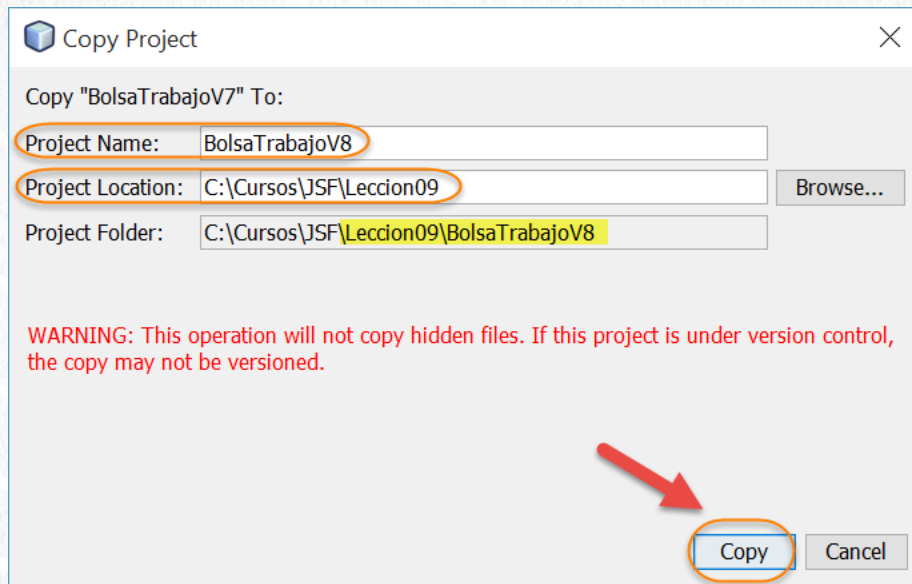 Copy Project
Copy "BolsaTrabajoV7" To:
Project Name: BolsaTrabajoV8
Project Location: C:\Cursos\JSF\Leccion09 Browse...
Project Folder: C:\Cursos\JSF\Leccion09\BolsaTrabajoV8
WARNING: This operation will not copy hidden files. If this project is under version control,
the copy may not be versioned.
Copy Cancel